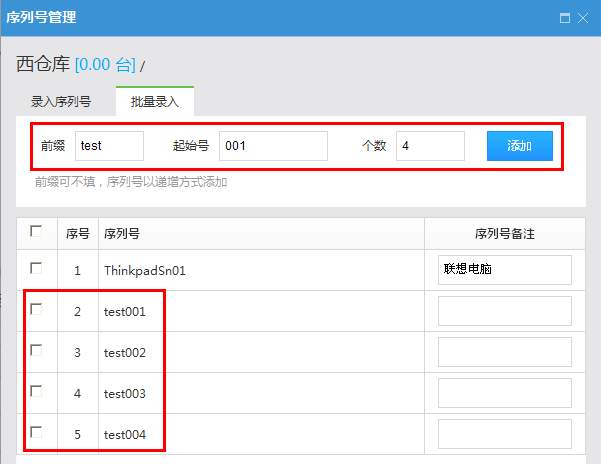 序列号管理
西仓库 [0.00 台] /
录入序列号 批量录入
前缀 test 起始号 001 个数 4 添加
前缀可不填，序列号以递增方式添加
序号 序列号 序列号备注
1 ThinkpadSn01 联想电脑
2 test001
3 test002
4 test003
5 test004